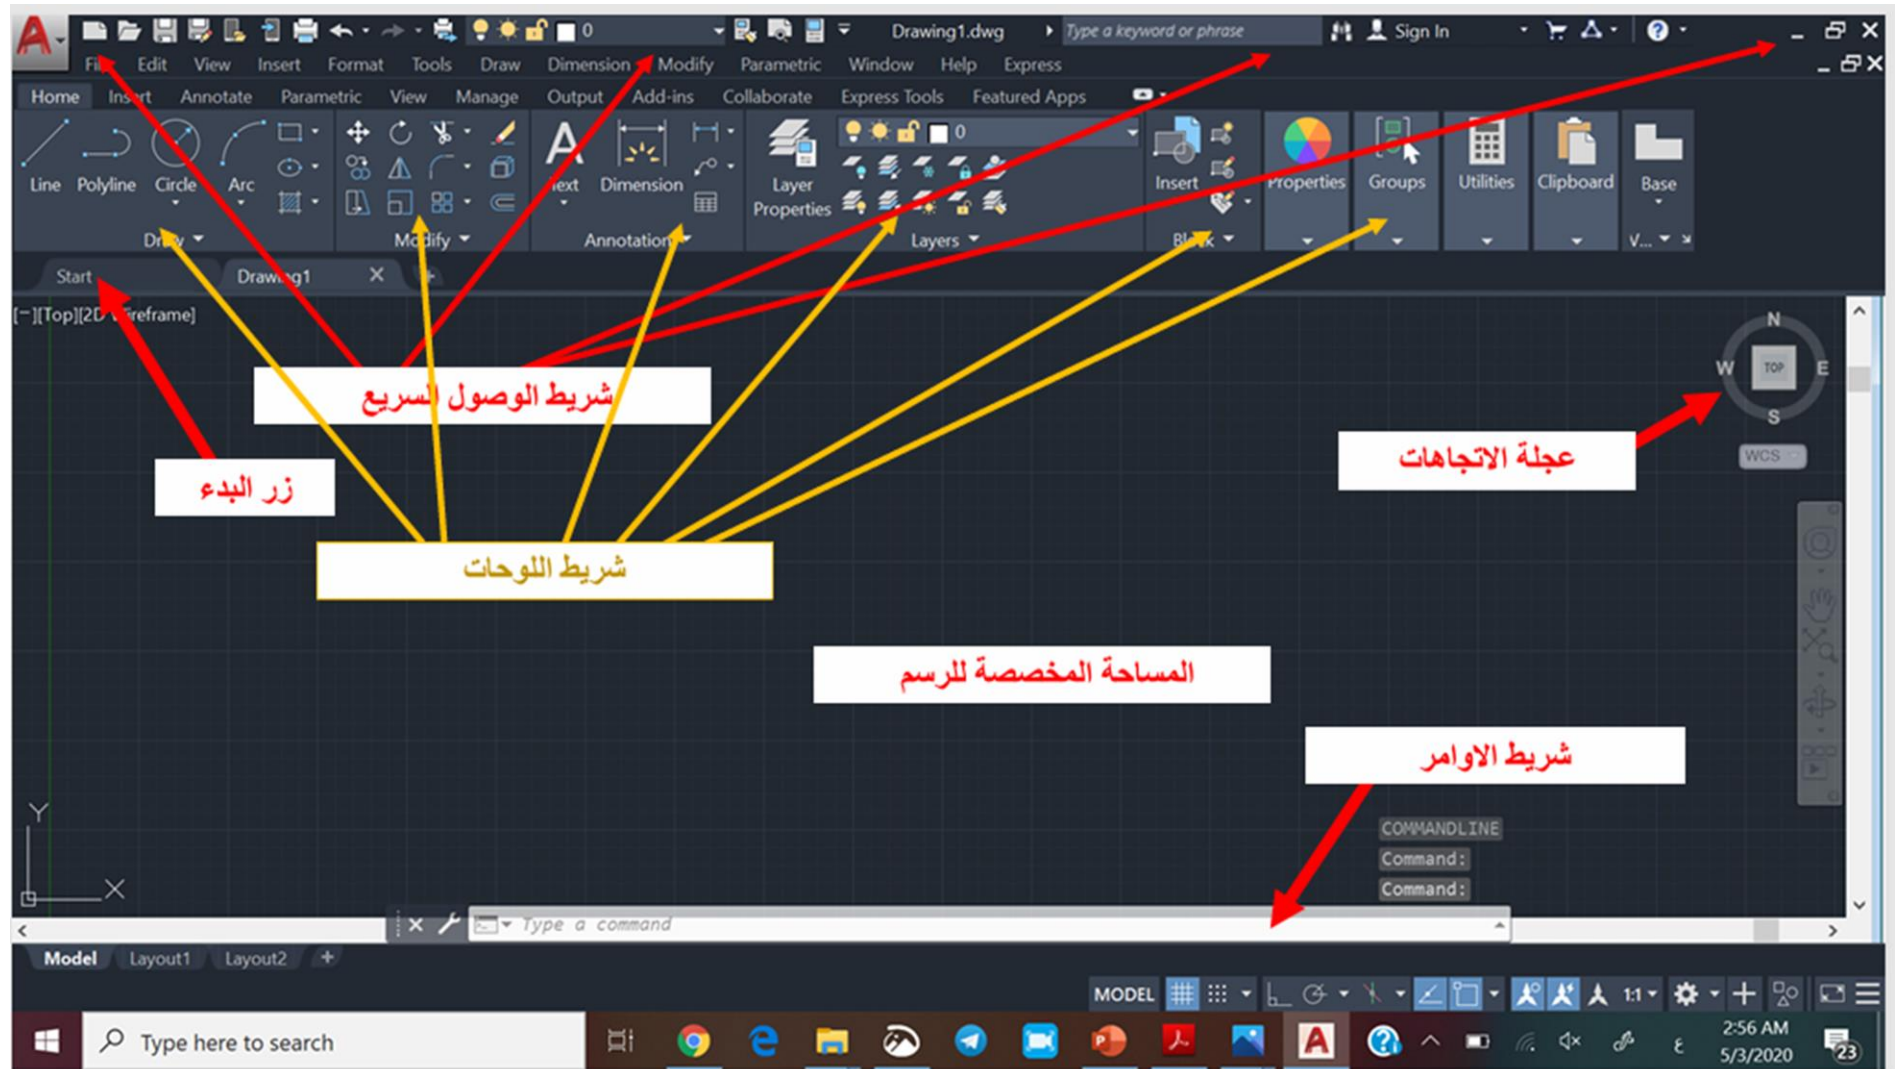 0
Drawing1.dwg
Type a keyword or phrase
Sign In
Edit View Insert Format Tools Draw Dimension Modify Parametric Window Help Express
Home Insert Annotate Parametric View Manage Output Add-ins Collaborate Express Tools Featured Apps
0
Line Polyline Circle Arc
Text Dimension
Layer
Properties
Insert
Properties Groups Utilities Clipboard Base
Draw Modify Annotation Layers Block V...
Start Drawing1
[-][Top][2D Wireframe]
N
W TOP E
S
WCS
شريط الوصول السريع
عجلة الاتجاهات
زر البدء
شريط اللوحات
المساحة المخصصة للرسم
شريط الاوامر
COMMANDLINE
Command:
Command:
Y
X
Type a command
Model Layout1 Layout2
MODEL 1:1
Type here to search
ع
2:56 AM
5/3/2020
23